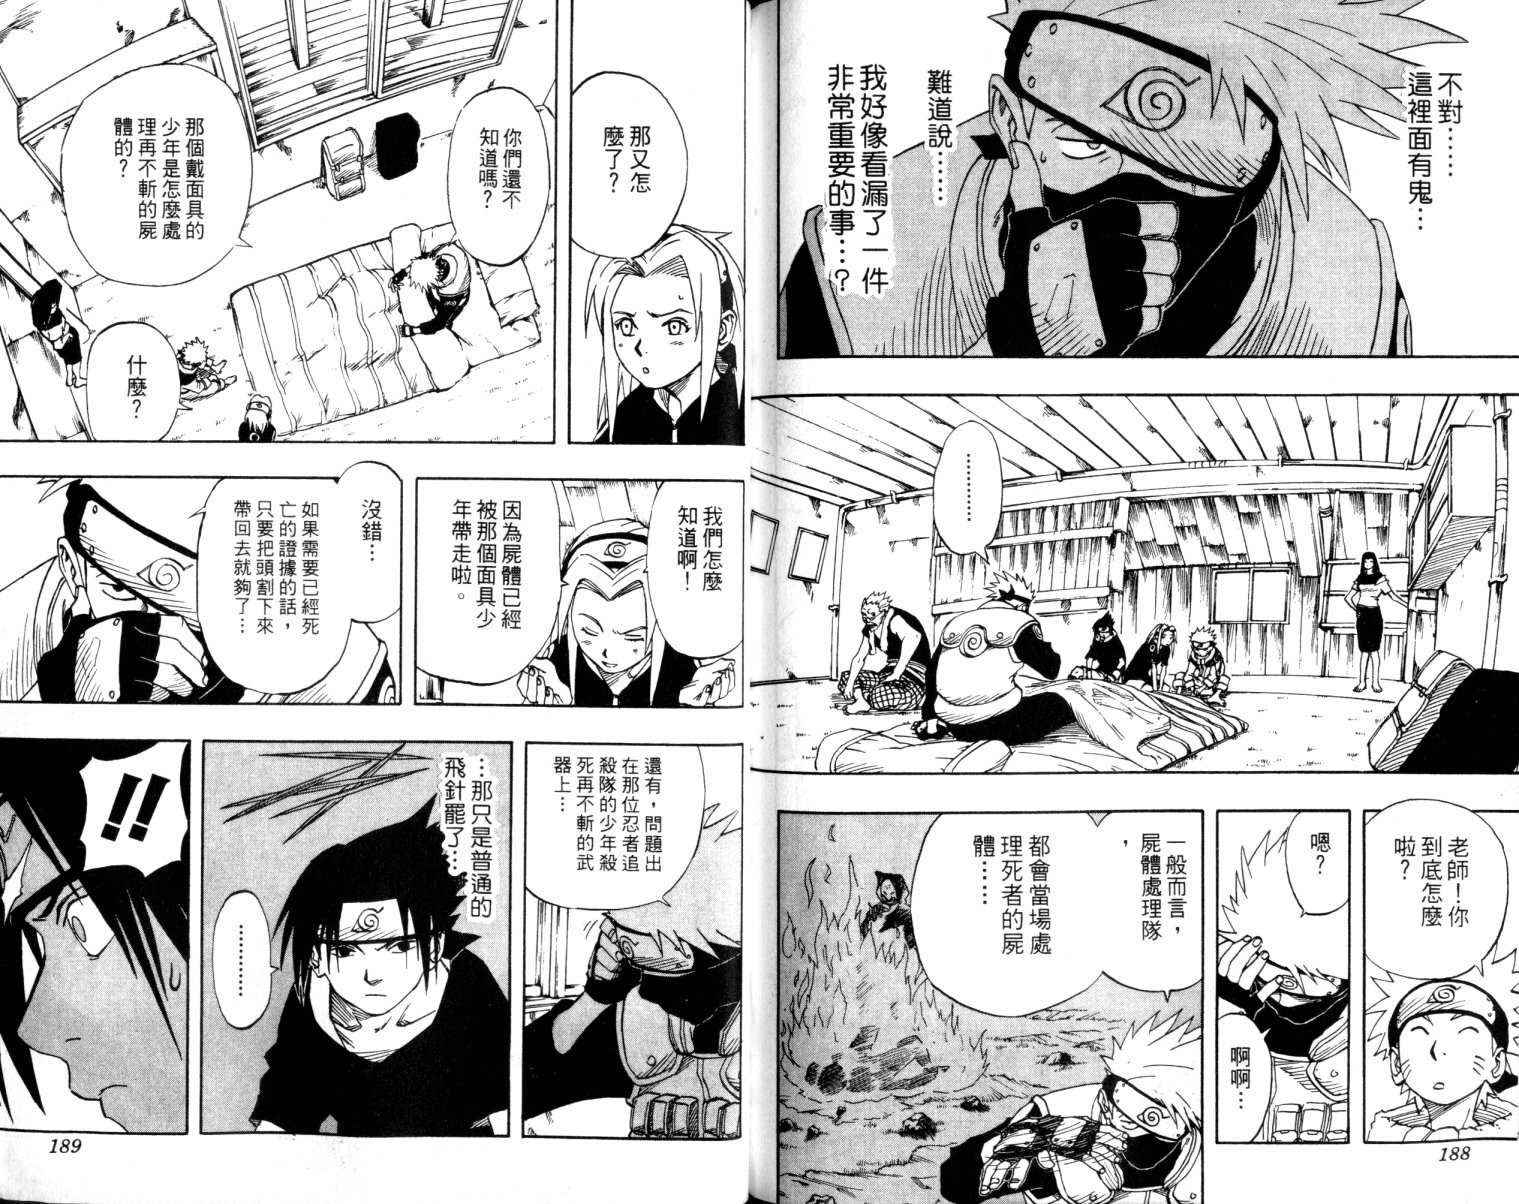 不對……
這裡面有鬼…
難道說……
我好像看漏了一件
非常重要的事…？
………
老師！你
到底怎麼
啦？
嗯？
啊啊…
一般而言，
屍體處理隊
，
都會當場處
理死者的屍
體……
188
那又怎
麼了？
你們還不
知道嗎？
那個戴面具的
少年是怎麼處
理再不斬的屍
體的？
什麼？
我們怎麼
知道啊！
因為屍體已經
被那個面具少
年帶走啦。
沒錯…
如果需要已經死
亡的證據的話，
只要把頭割下來
帶回去就夠了…
還有，問題出
在那位忍者追
殺隊的少年殺
死再不斬的武
器上…
…那只是普通的
飛針罷了…
………
!!
189